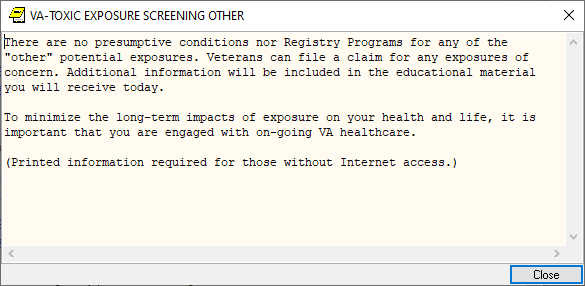 VA-TOXIC EXPOSURE SCREENING OTHER
There are no presumptive conditions nor Registry Programs for any of the
"other" potential exposures. Veterans can file a claim for any exposures of
concern. Additional information will be included in the educational material
you will receive today.
To minimize the long-term impacts of exposure on your health and life, it is
important that you are engaged with on-going VA healthcare.
(Printed information required for those without Internet access.)
Close